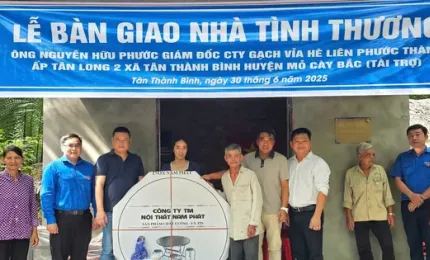 LỄ BÀN GIAO NHÀ TÌNH THƯƠNG
ÔNG NGUYỄN HỮU PHƯỚC GIÁM ĐỐC CTY GẠCH VỈA HÈ LIÊN PHƯỚC THÀNH
ẤP TÂN LONG 2 XÃ TÂN THÀNH BÌNH HUYỆN MỎ CÀY BẮC (TÀI TRỢ)
Tân Thành Bình, ngày 30 tháng 6 năm 2025
CÔNG TY TM
NỘI THẤT NAM PHÁT